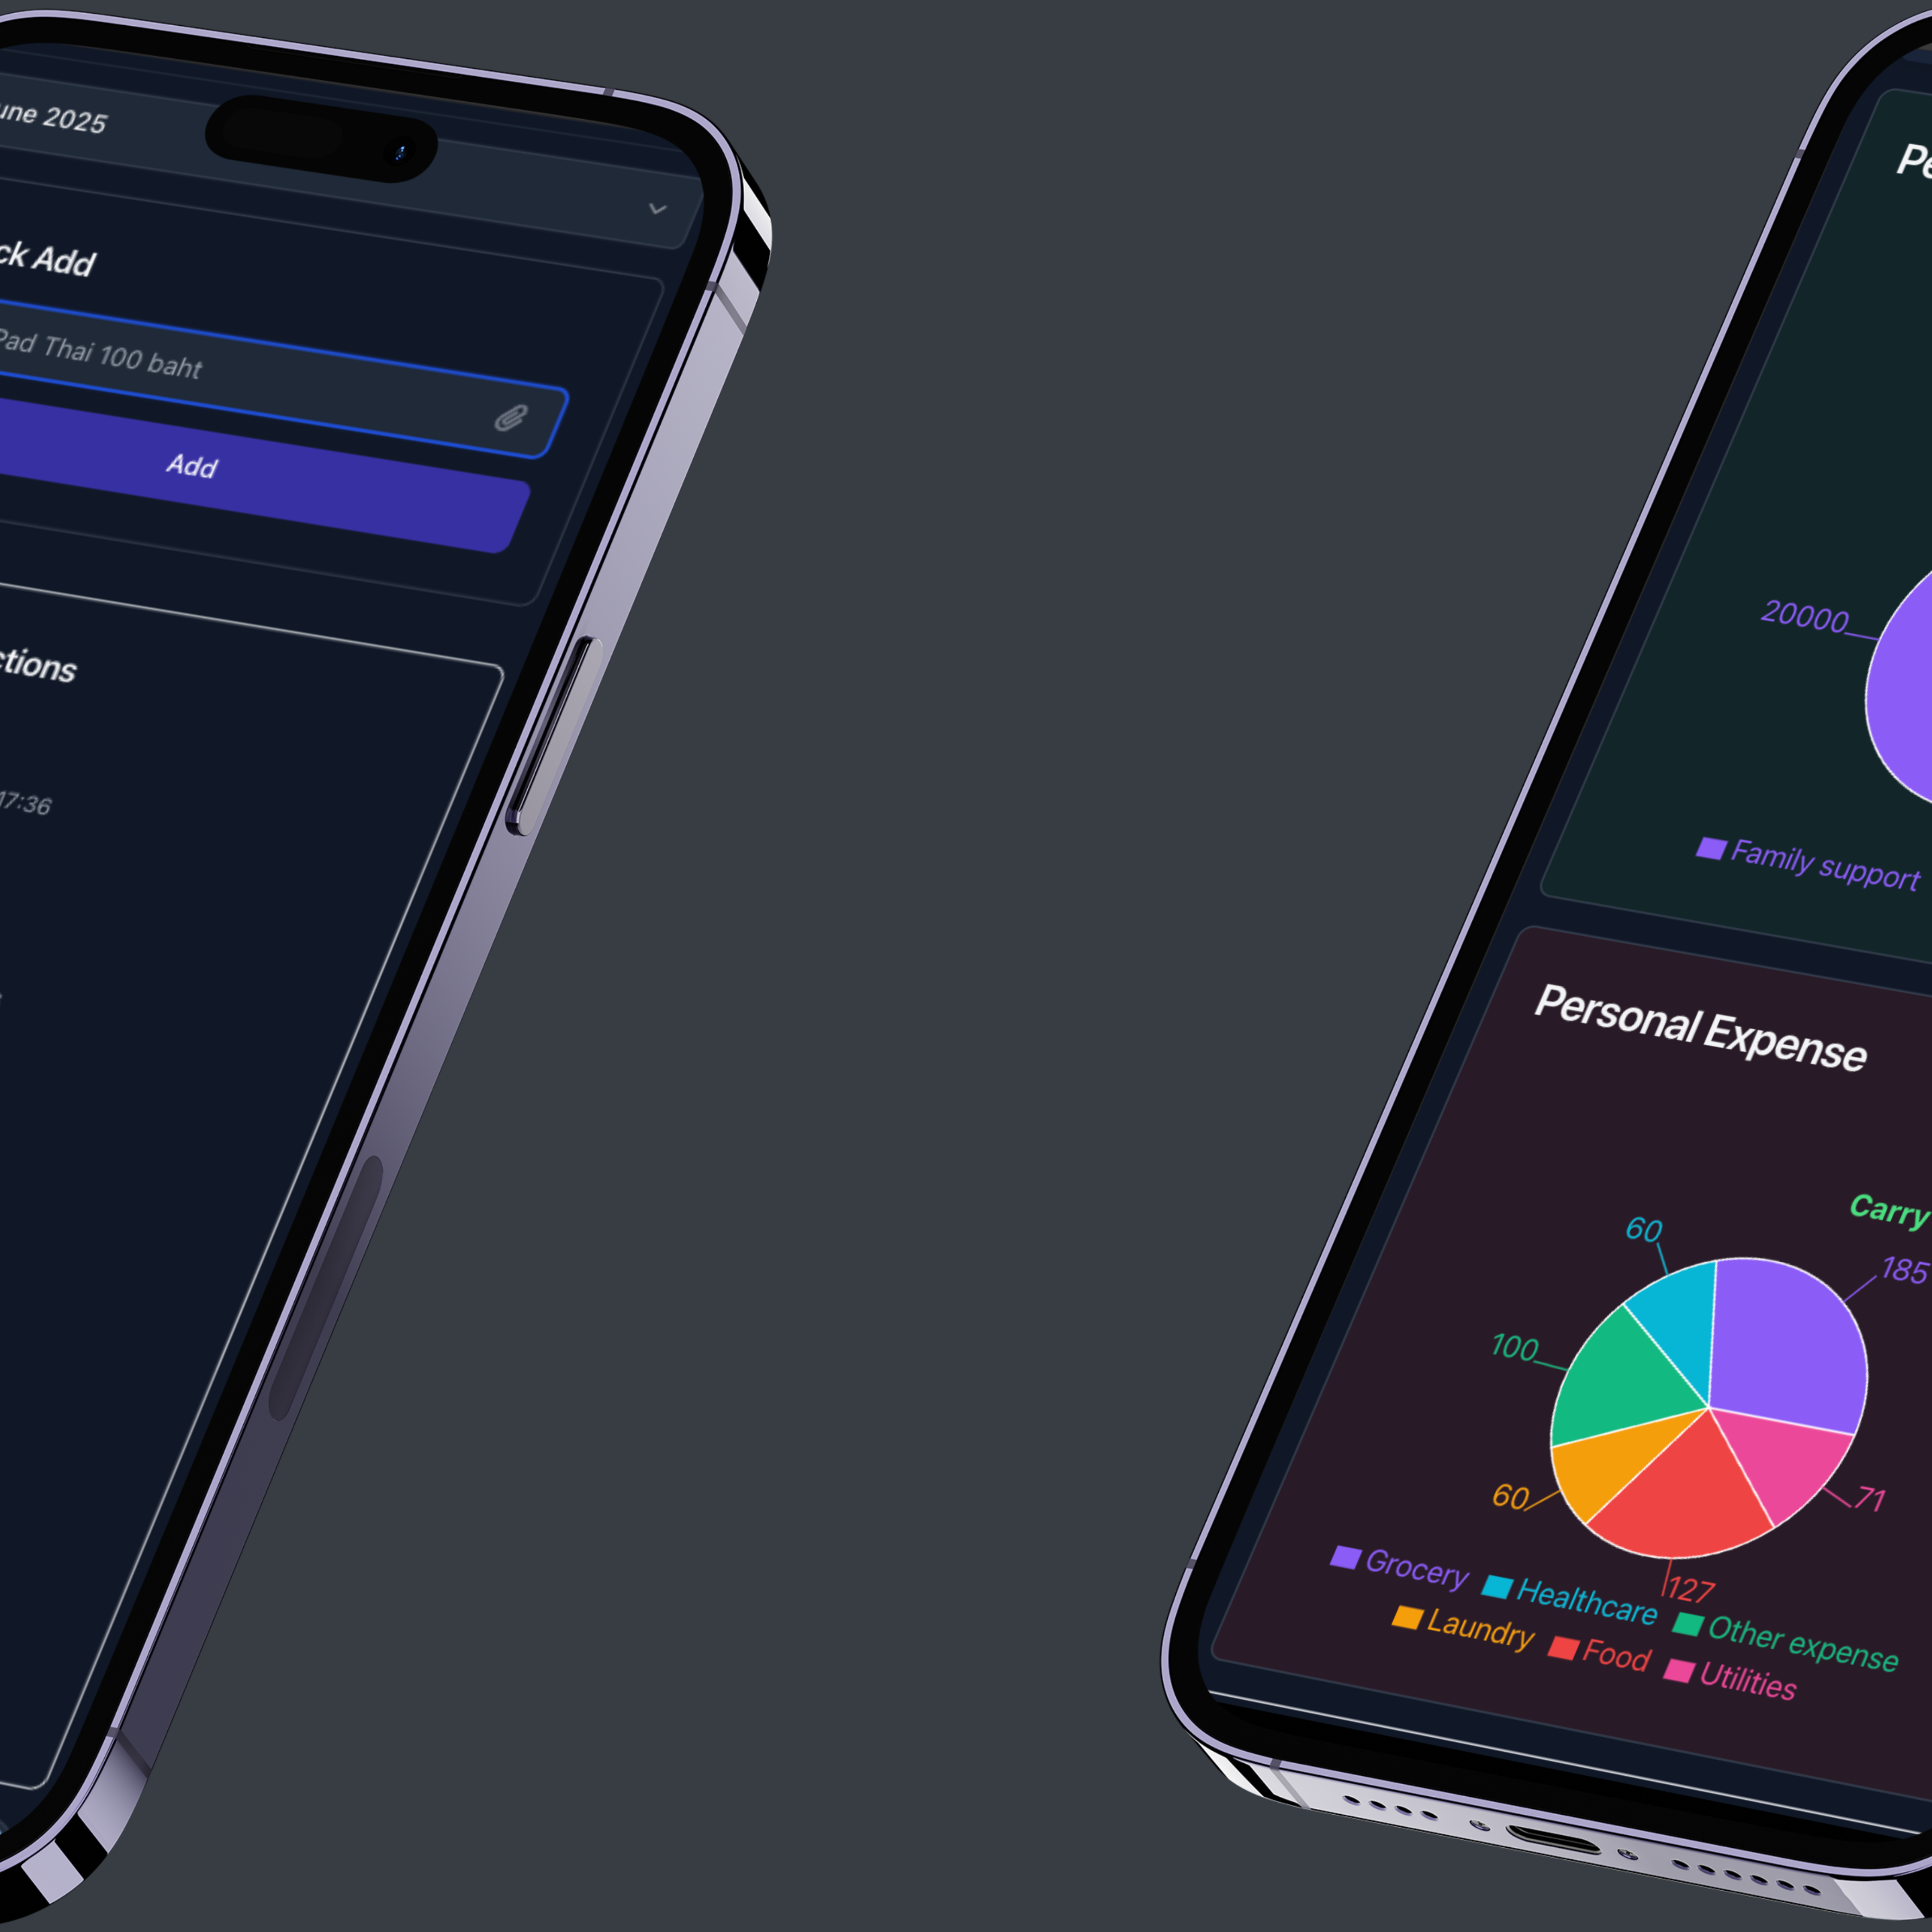 une 2025
ck Add
Pad Thai 100 baht
Add
ctions
17:36
Pe
20000
Family support
Personal Expense
Carry
60
185
100
60
71
127
Grocery Healthcare Other expense
Laundry Food Utilities